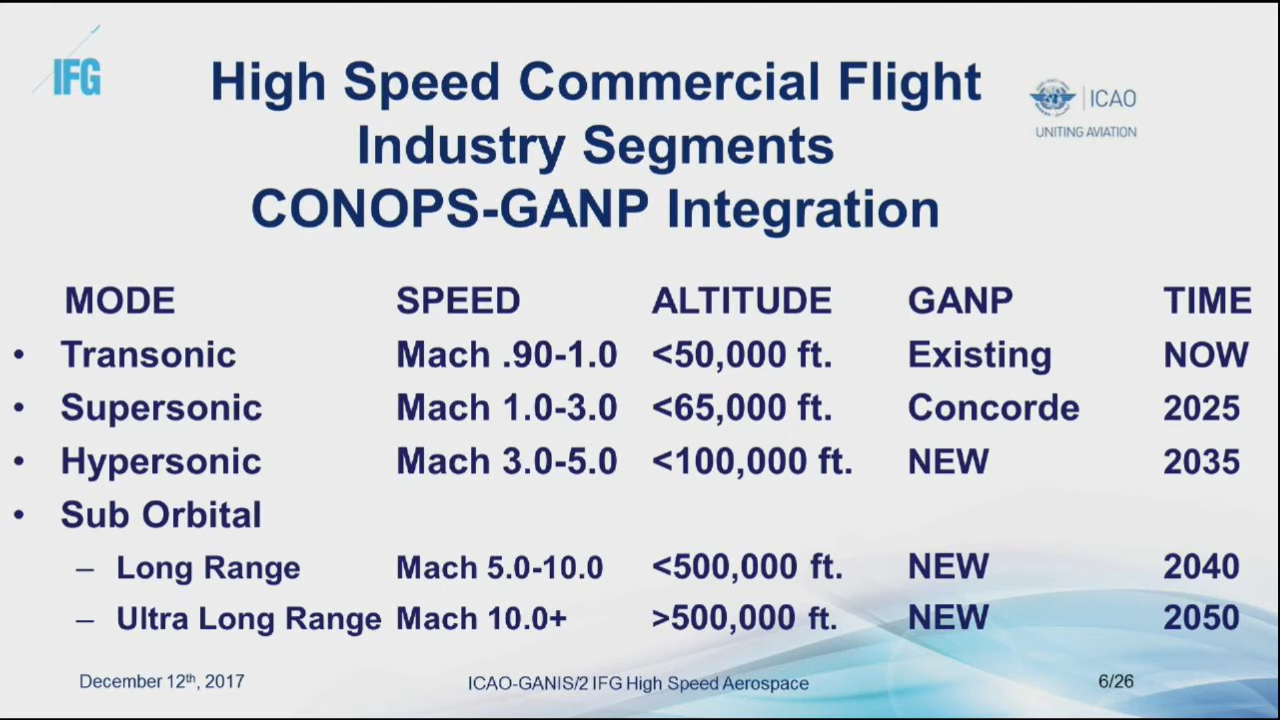 IFG
High Speed Commercial Flight
Industry Segments
CONOPS-GANP Integration
ICAO
UNITING AVIATION
MODE SPEED ALTITUDE GANP TIME
• Transonic Mach .90-1.0 <50,000 ft. Existing NOW
• Supersonic Mach 1.0-3.0 <65,000 ft. Concorde 2025
• Hypersonic Mach 3.0-5.0 <100,000 ft. NEW 2035
• Sub Orbital
– Long Range Mach 5.0-10.0 <500,000 ft. NEW 2040
– Ultra Long Range Mach 10.0+ >500,000 ft. NEW 2050
December 12th, 2017 ICAO-GANIS/2 IFG High Speed Aerospace 6/26